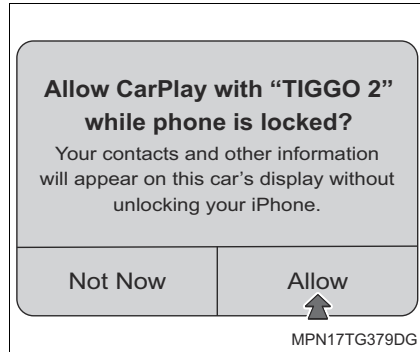 Allow CarPlay with “TIGGO 2”
while phone is locked?
Your contacts and other information
will appear on this car’s display without
unlocking your iPhone.
Not Now
Allow
MPN17TG379DG